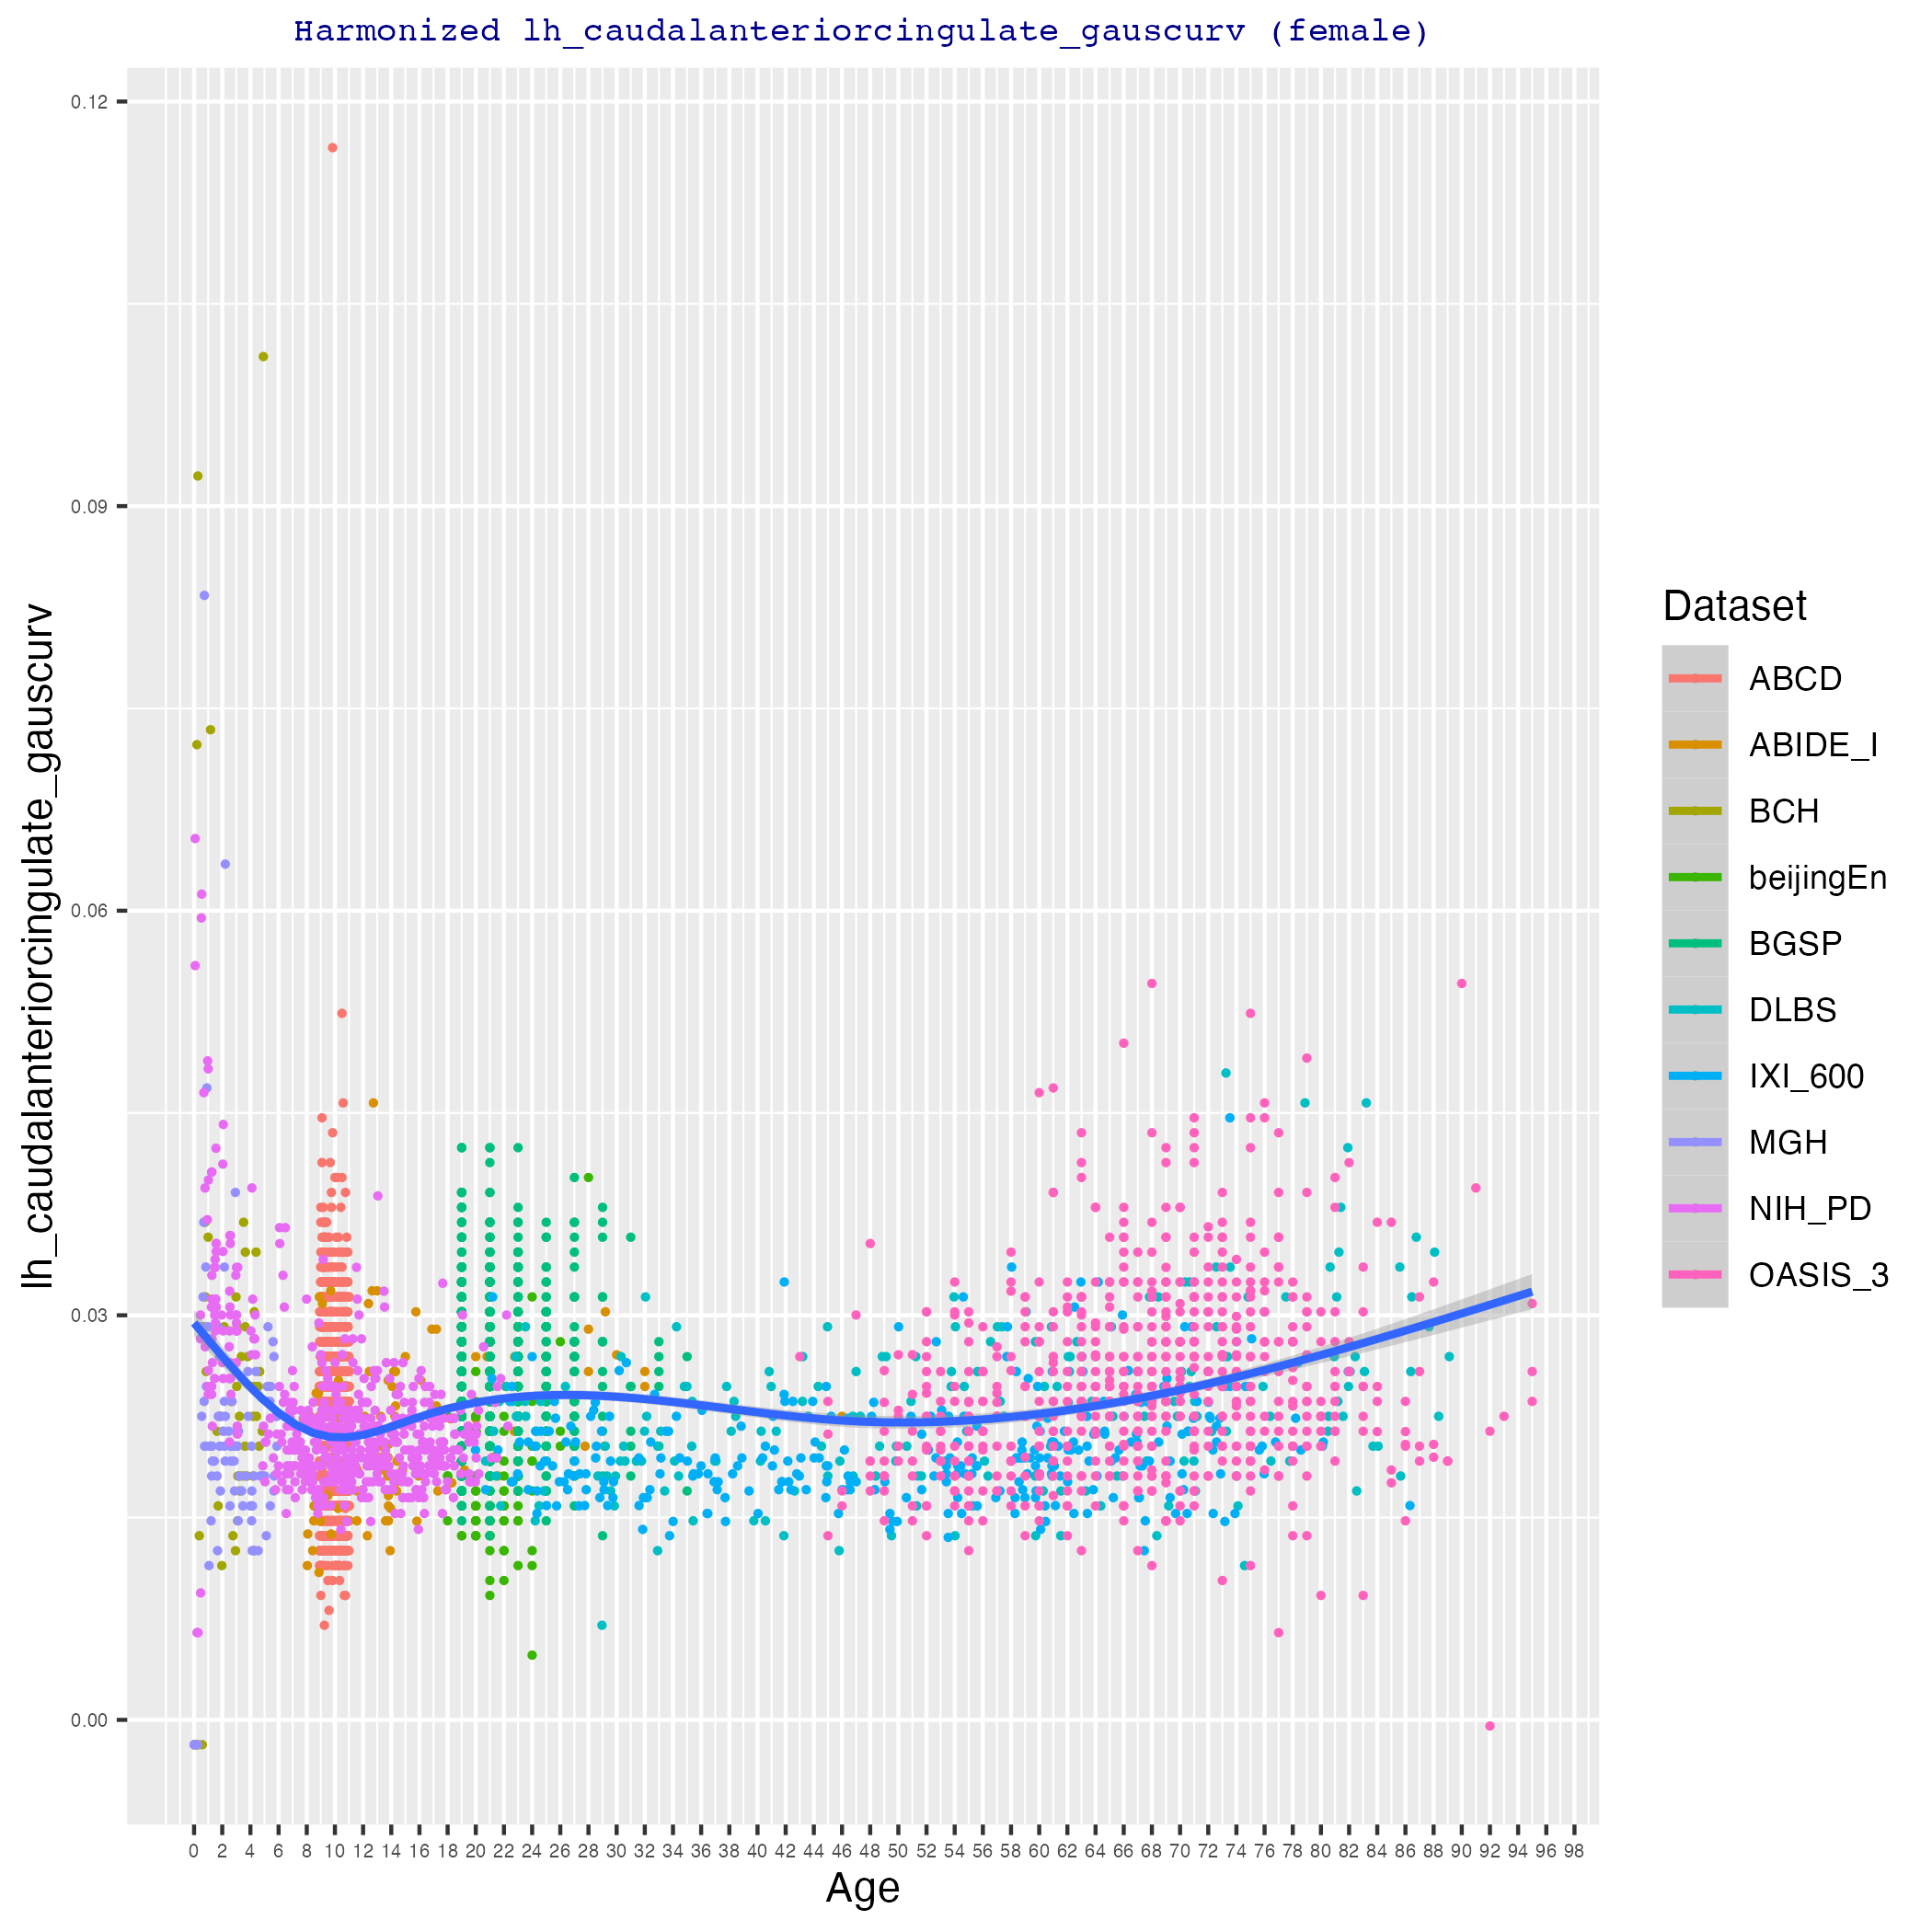 Harmonized lh_caudalanteriorcingulate_gauscurv (female)
lh_caudalanteriorcingulate_gauscurv
0.12
0.09
0.06
0.03
0.00
0 2 4 6 8 10 12 14 16 18 20 22 24 26 28 30 32 34 36 38 40 42 44 46 48 50 52 54 56 58 60 62 64 66 68 70 72 74 76 78 80 82 84 86 88 90 92 94 96 98
Age
Dataset
ABCD
ABIDE_I
BCH
beijingEn
BGSP
DLBS
IXI_600
MGH
NIH_PD
OASIS_3